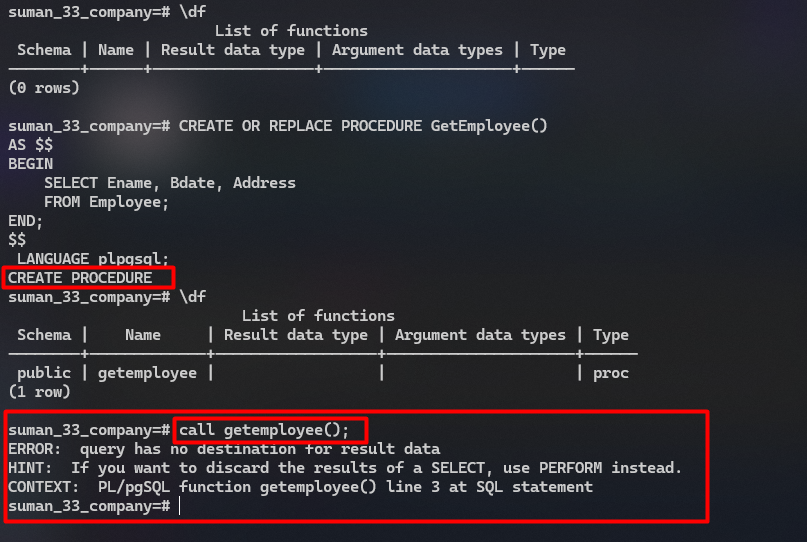 suman_33_company=# \df
List of functions
Schema | Name | Result data type | Argument data types | Type
(0 rows)
suman_33_company=# CREATE OR REPLACE PROCEDURE GetEmployee()
AS $$
BEGIN
SELECT Ename, Bdate, Address
FROM Employee;
END;
$$
LANGUAGE plpgsql;
CREATE PROCEDURE
suman_33_company=# \df
List of functions
Schema | Name | Result data type | Argument data types | Type
public | getemployee | | | proc
(1 row)
suman_33_company=# call getemployee();
ERROR: query has no destination for result data
HINT: If you want to discard the results of a SELECT, use PERFORM instead.
CONTEXT: PL/pgSQL function getemployee() line 3 at SQL statement
suman_33_company=#